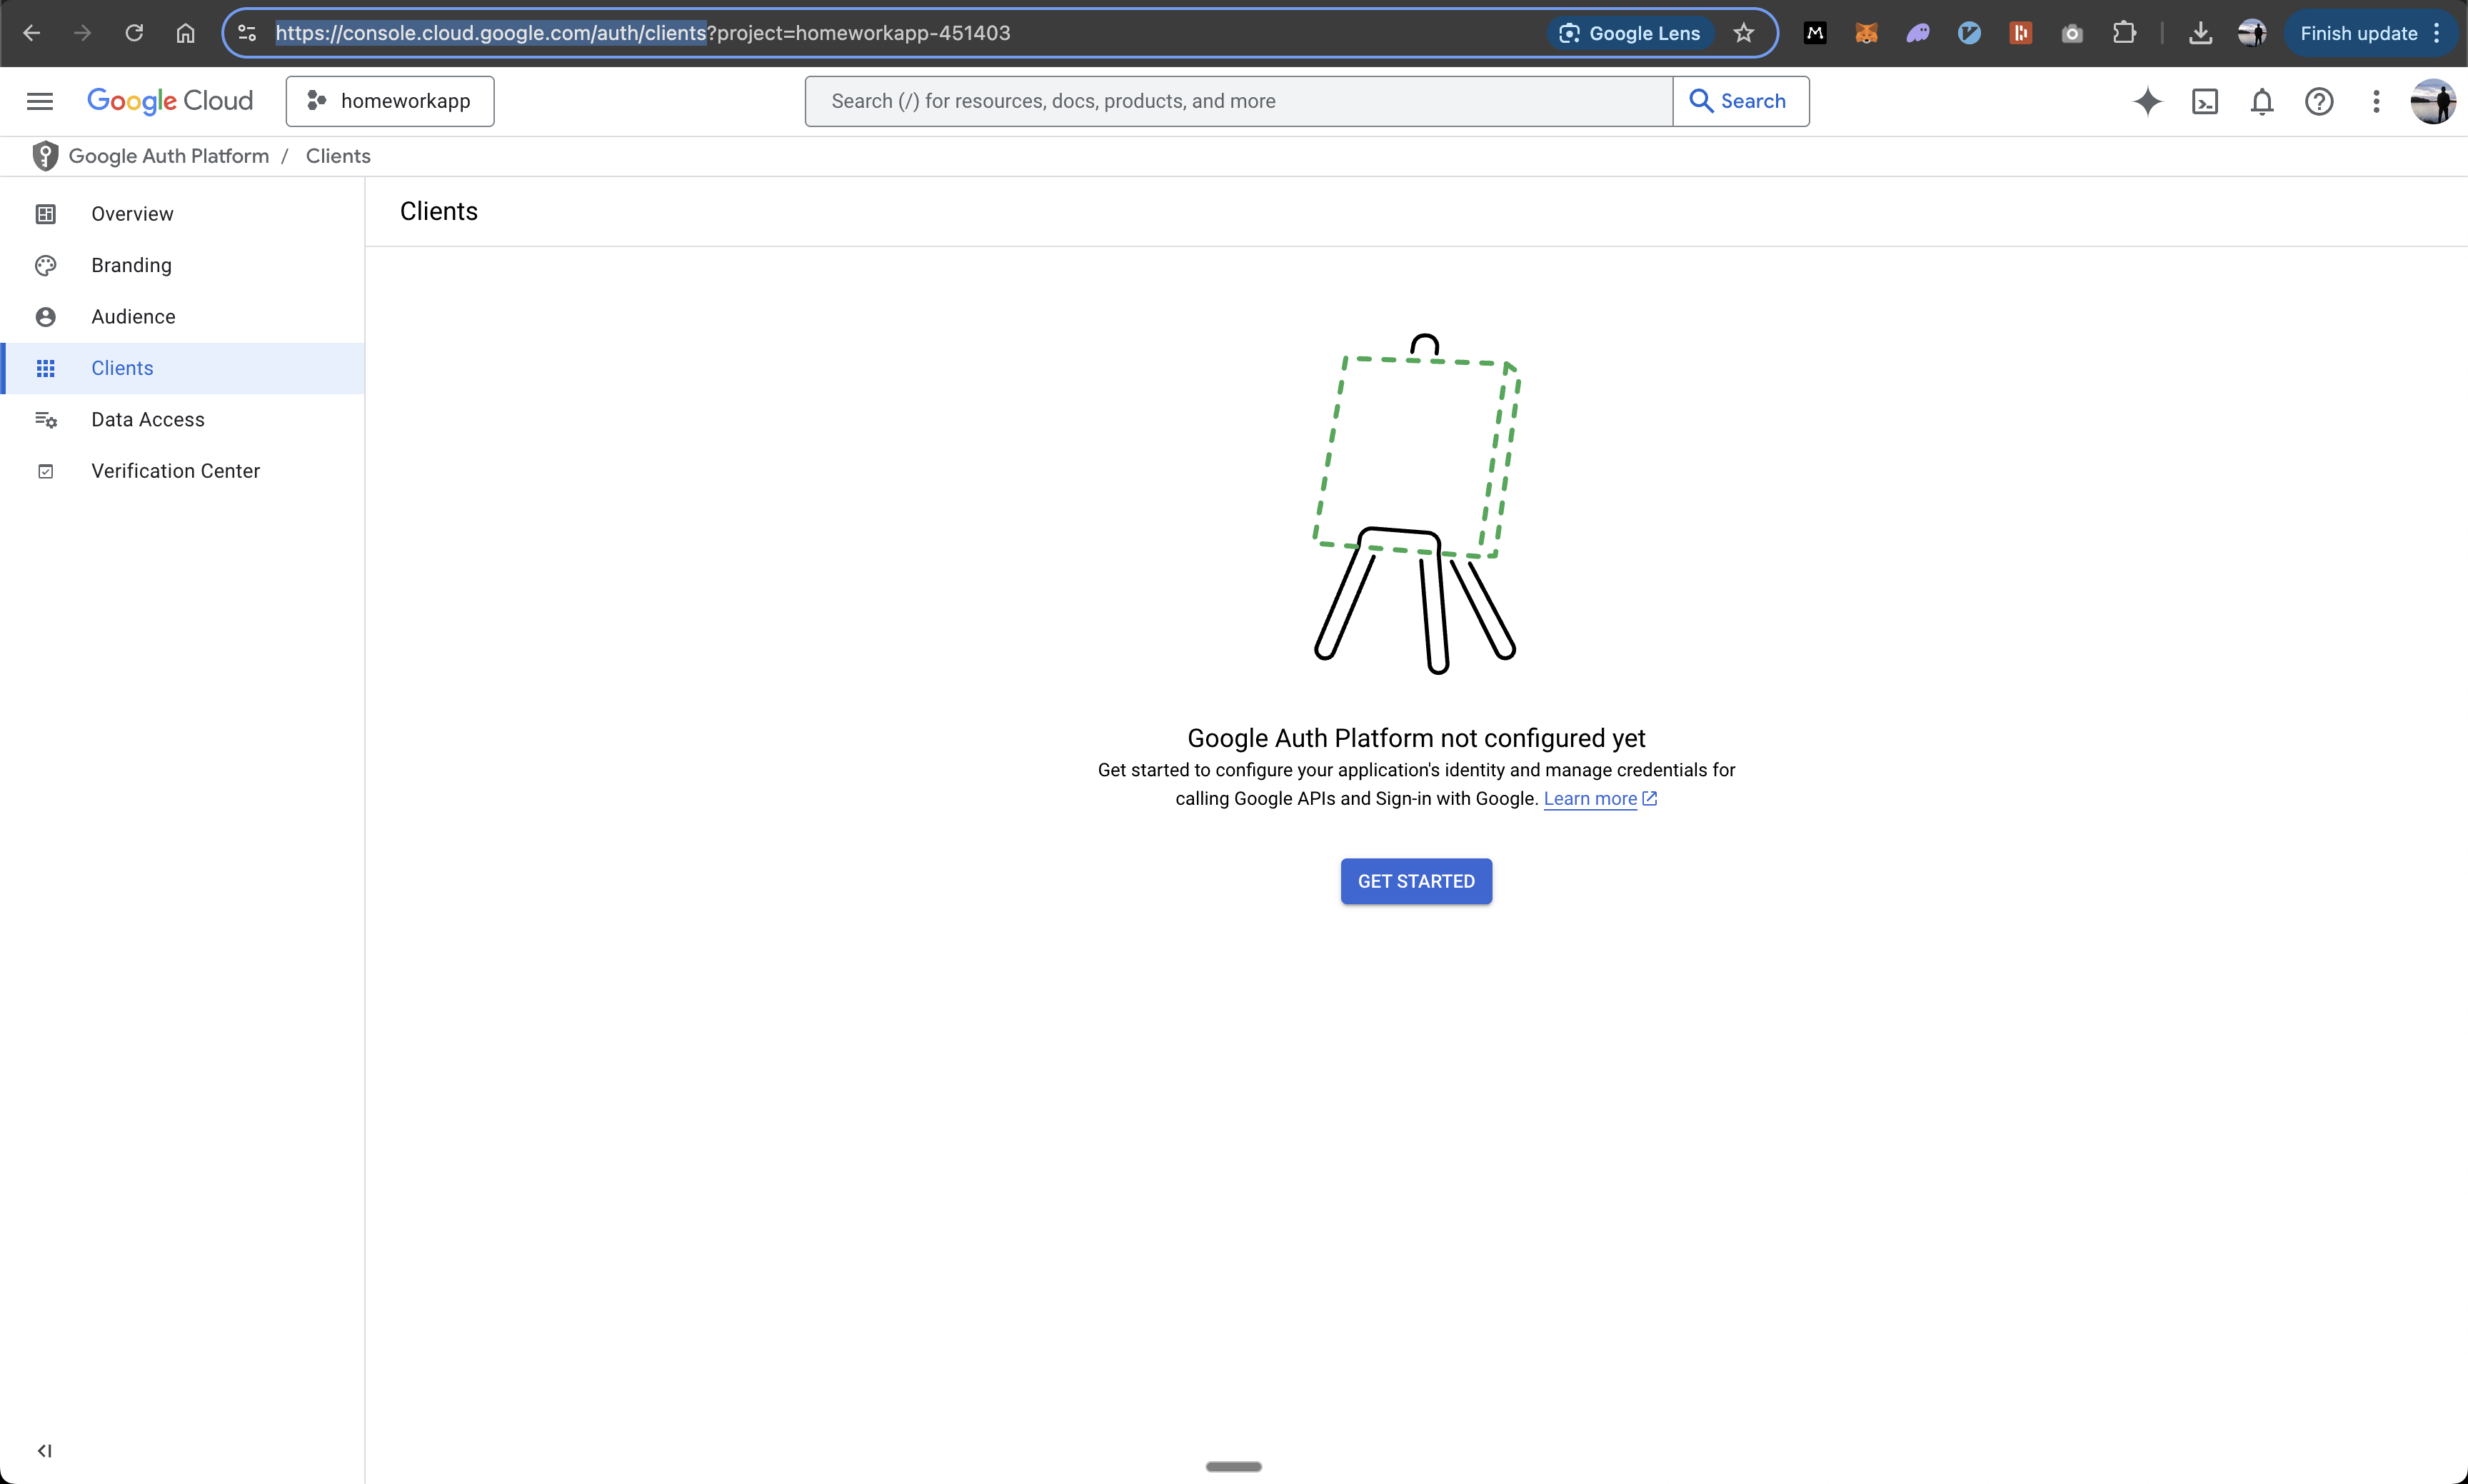 https://console.cloud.google.com/auth/clients?project=homeworkapp-451403
Google Lens
Finish update
Google Cloud
homeworkapp
Search (/) for resources, docs, products, and more
Search
Google Auth Platform / Clients
Overview
Branding
Audience
Clients
Data Access
Verification Center
Clients
Google Auth Platform not configured yet
Get started to configure your application's identity and manage credentials for
calling Google APIs and Sign-in with Google. Learn more
GET STARTED